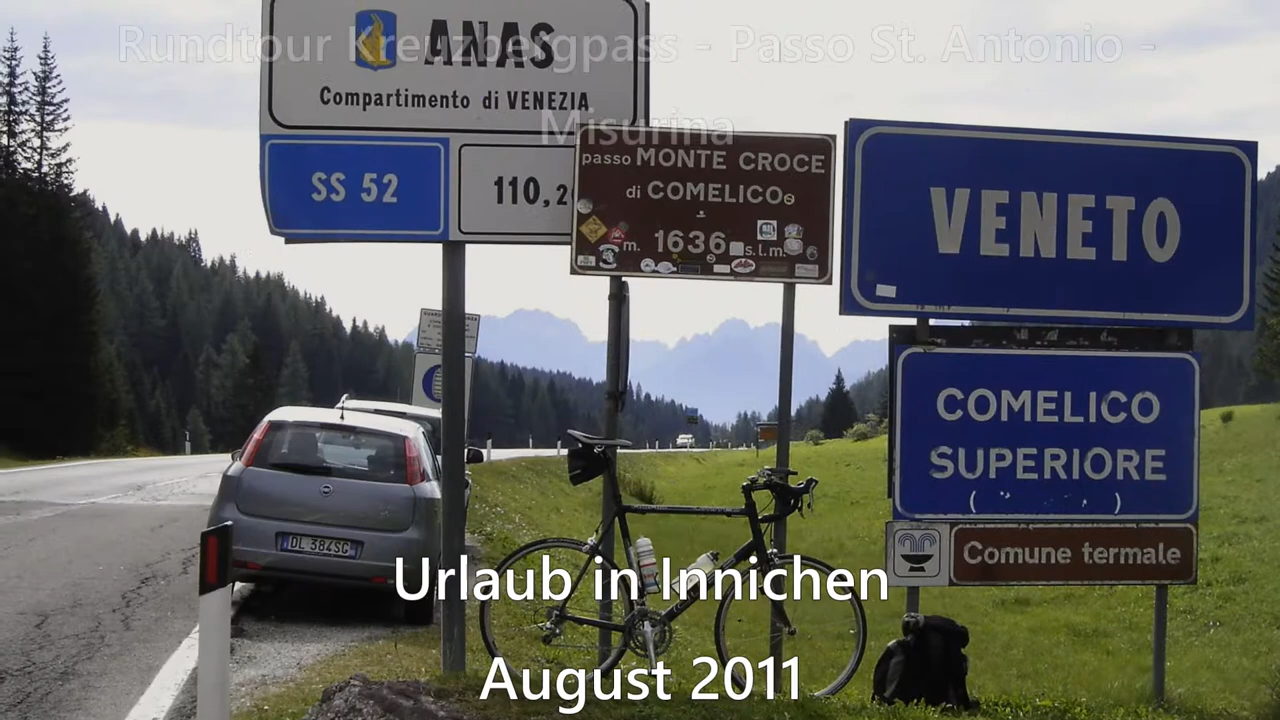 Rundtour Kreuzbergpass - Passo St. Antonio -
Misurina
ANAS
Compartimento di VENEZIA
SS 52
110,2
passo MONTE CROCE
di COMELICO
m. 1636 s.l.m.
VENETO
COMELICO
SUPERIORE
Comune termale
DL 384SG
Urlaub in Innichen
August 2011